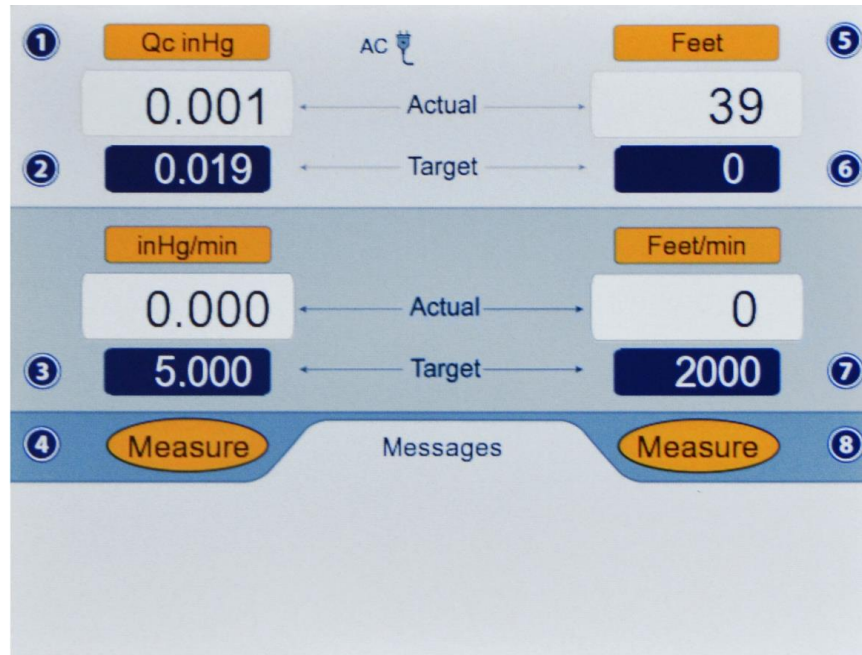 1 Qc inHg AC Feet 5
0.001 Actual 39
2 0.019 Target 0 6
inHg/min Feet/min
0.000 Actual 0
3 5.000 Target 2000 7
4 Measure Messages Measure 8